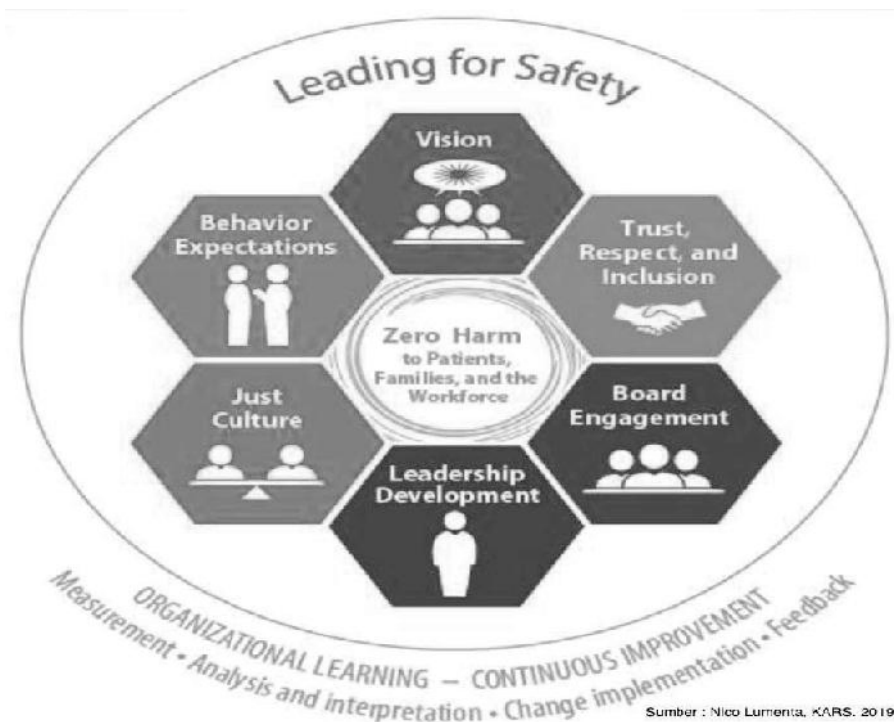 Leading for Safety
Vision
Behavior
Expectations
Trust,
Respect, and
Inclusion
Zero Harm
to Patients,
Families, and the
Workforce
Just
Culture
Board
Engagement
Leadership
Development
ORGANIZATIONAL LEARNING – CONTINUOUS IMPROVEMENT
Measurement • Analysis and interpretation • Change implementation • Feedback
Sumber : Nico Lumenta, KARS, 2019